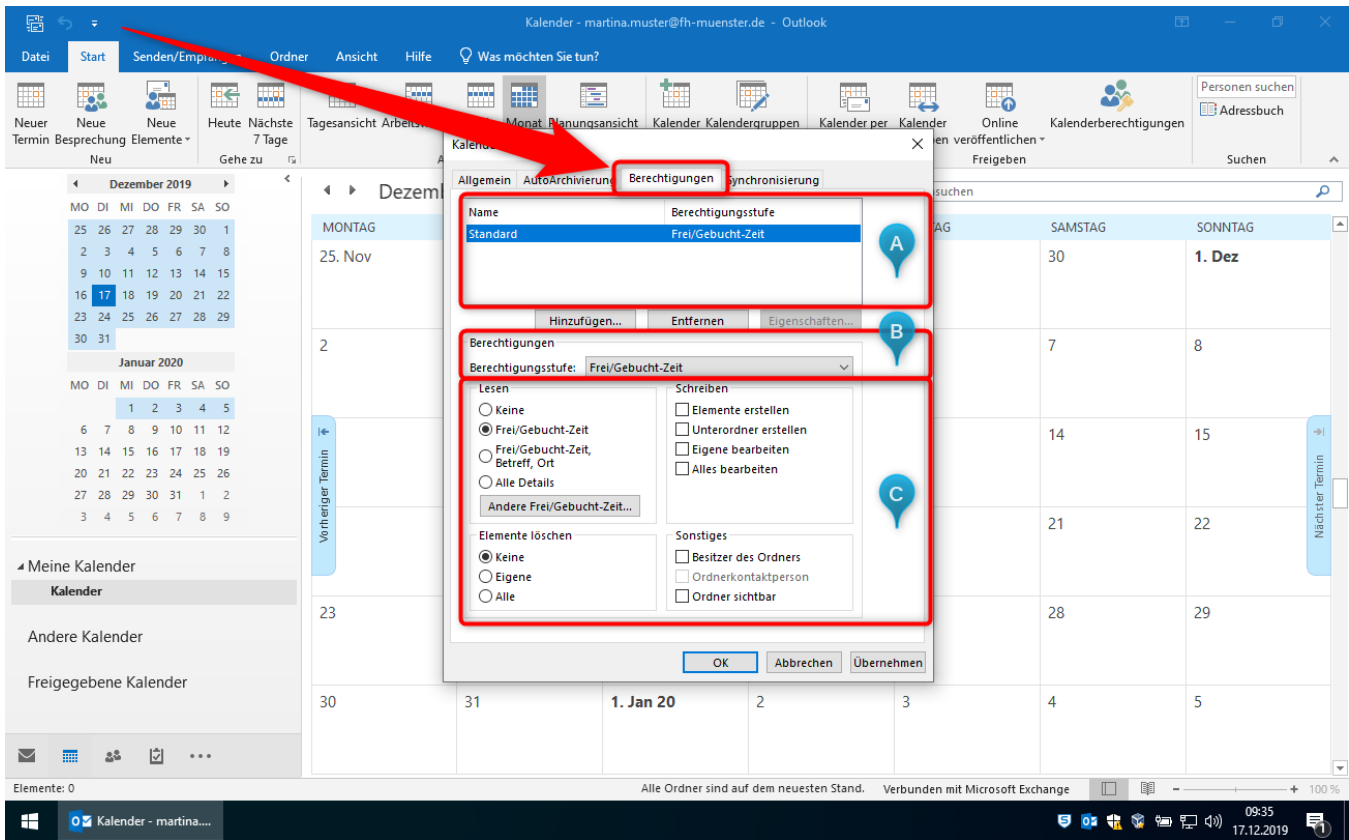 Kalender - martina.muster@fh-muenster.de - Outlook
Datei Start Senden/Empfangen Ordner Ansicht Hilfe Was möchten Sie tun?
Neuer Termin
Neue Besprechung
Neue Elemente
Heute
Nächste 7 Tage
Tagesansicht
Monat
Planungsansicht
Kalender
Kalendergruppen
Kalender per
Kalender
Online veröffentlichen
Kalenderberechtigungen
Personen suchen
Adressbuch
Neu
Gehe zu
Freigeben
Suchen
Dezember 2019
MO DI MI DO FR SA SO
25 26 27 28 29 30 1
2 3 4 5 6 7 8
9 10 11 12 13 14 15
16 17 18 19 20 21 22
23 24 25 26 27 28 29
30 31
Januar 2020
MO DI MI DO FR SA SO
1 2 3 4 5
6 7 8 9 10 11 12
13 14 15 16 17 18 19
20 21 22 23 24 25 26
27 28 29 30 31 1 2
3 4 5 6 7 8 9
Meine Kalender
Kalender
Andere Kalender
Freigegebene Kalender
MONTAG SAMSTAG SONNTAG
25. Nov 30 1. Dez
2 7 8
14 15
21 22
23 28 29
30 31 1. Jan 20 2 3 4 5
Vorheriger Termin
Nächster Termin
Allgemein AutoArchivierung Berechtigungen Synchronisierung
Name Berechtigungsstufe
Standard Frei/Gebucht-Zeit
A
Hinzufügen... Entfernen Eigenschaften...
B
Berechtigungen
Berechtigungsstufe: Frei/Gebucht-Zeit
C
Lesen
Keine
Frei/Gebucht-Zeit
Frei/Gebucht-Zeit,
Betreff, Ort
Alle Details
Andere Frei/Gebucht-Zeit...
Schreiben
Elemente erstellen
Unterordner erstellen
Eigene bearbeiten
Alles bearbeiten
Elemente löschen
Keine
Eigene
Alle
Sonstiges
Besitzer des Ordners
Ordnerkontaktperson
Ordner sichtbar
OK Abbrechen Übernehmen
Elemente: 0
Alle Ordner sind auf dem neuesten Stand. Verbunden mit Microsoft Exchange 100 %
Kalender - martina....
09:35
17.12.2019